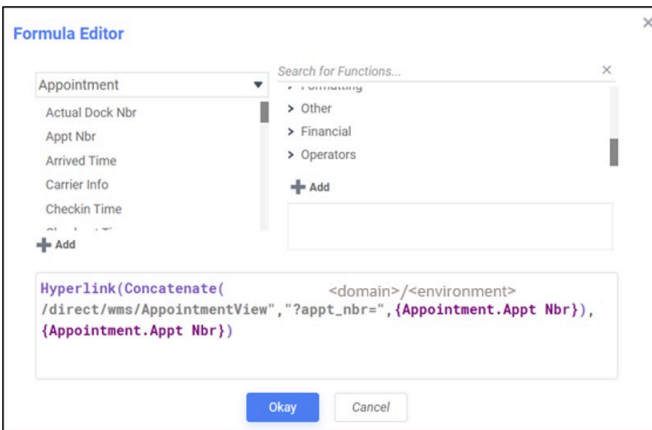 Formula Editor
Appointment
Actual Dock Nbr
Appt Nbr
Arrived Time
Carrier Info
Checkin Time
Add
Search for Functions...
Formatting
Other
Financial
Operators
Add
Hyperlink(Concatenate( <domain>/<environment>
/direct/wms/AppointmentView","?appt_nbr=",{Appointment.Appt Nbr}),
{Appointment.Appt Nbr})
Okay
Cancel